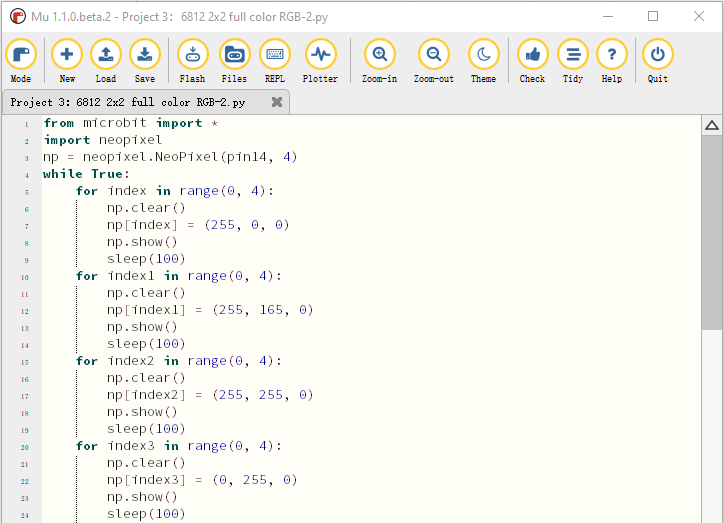 Mu 1.1.0.beta.2 - Project 3: 6812 2x2 full color RGB-2.py
Mode New Load Save Flash Files REPL Plotter Zoom-in Zoom-out Theme Check Tidy Help Quit
Project 3: 6812 2x2 full color RGB-2.py
1 from microbit import *
2 import neopixel
3 np = neopixel.NeoPixel(pin14, 4)
4 while True:
5     for index in range(0, 4):
6         np.clear()
7         np[index] = (255, 0, 0)
8         np.show()
9         sleep(100)
10     for index1 in range(0, 4):
11         np.clear()
12         np[index1] = (255, 165, 0)
13         np.show()
14         sleep(100)
15     for index2 in range(0, 4):
16         np.clear()
17         np[index2] = (255, 255, 0)
18         np.show()
19         sleep(100)
20     for index3 in range(0, 4):
21         np.clear()
22         np[index3] = (0, 255, 0)
23         np.show()
24         sleep(100)